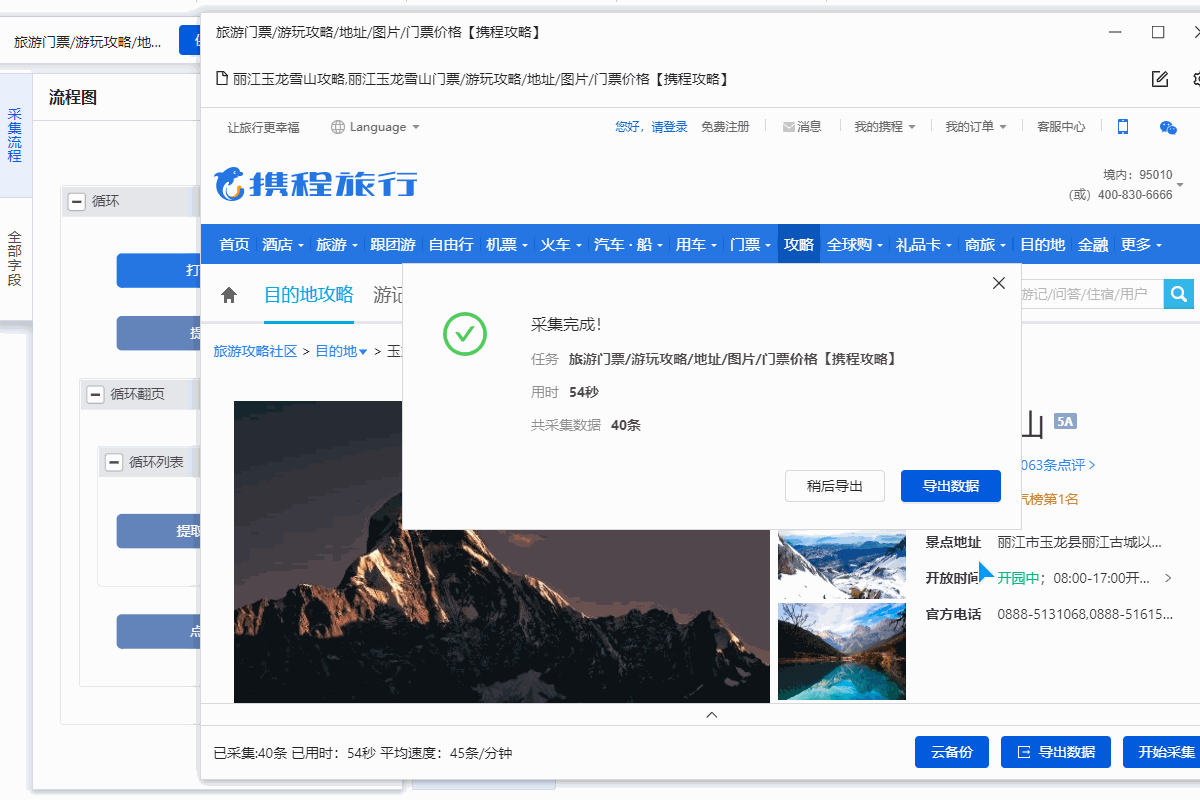 旅游门票/游玩攻略/地...
旅游门票/游玩攻略/地址/图片/门票价格【携程攻略】
丽江玉龙雪山攻略,丽江玉龙雪山门票/游玩攻略/地址/图片/门票价格【携程攻略】
采集流程
全部字段
流程图
循环
打
提
循环翻页
循环列表
提取
点
让旅行更幸福 Language 您好，请登录 免费注册 消息 我的携程 我的订单 客服中心
携程旅行
境内：95010
(或) 400-830-6666
首页 酒店 旅游 跟团游 自由行 机票 火车 汽车·船 用车 门票 攻略 全球购 礼品卡 商旅 目的地 金融 更多
目的地攻略 游记
游记/问答/住宿/用户
旅游攻略社区 > 目的地 > 玉
采集完成！
任务 旅游门票/游玩攻略/地址/图片/门票价格【携程攻略】
用时 54秒
共采集数据 40条
稍后导出 导出数据
山 5A
063条点评>
气榜第1名
景点地址 丽江市玉龙县丽江古城以...
开放时间 开园中；08:00-17:00开... >
官方电话 0888-5131068,0888-51615...
已采集:40条 已用时：54秒 平均速度：45条/分钟
云备份 导出数据 开始采集